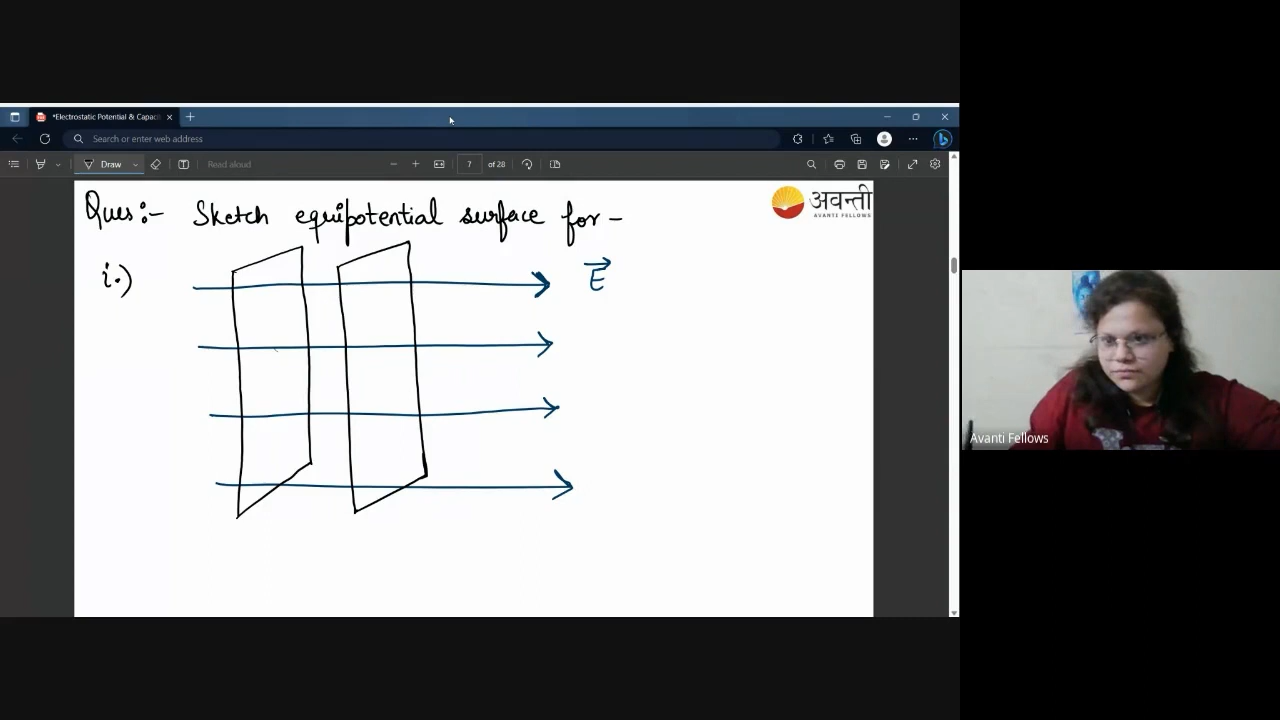 *Electrostatic Potential & Capaci
Search or enter web address
Draw
Read aloud
7 of 28
Ques:- Sketch equipotential surface for -
अवन्ती
AVANTI FELLOWS
i.)
E
Avanti Fellows